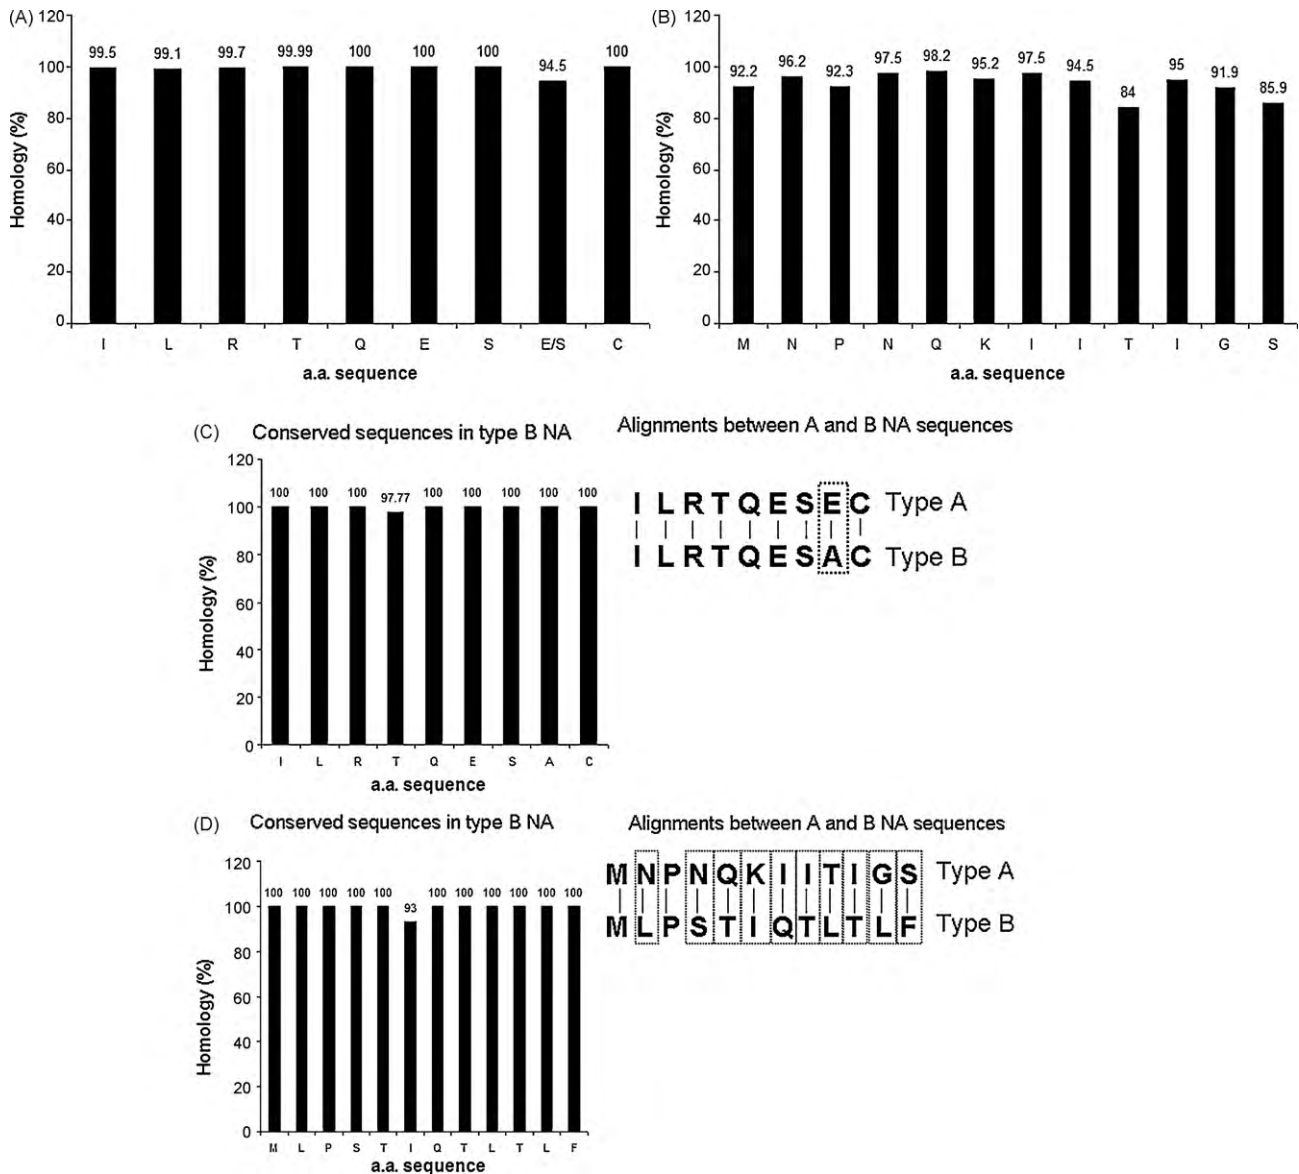 (A)
120
100
80
60
40
20
0
Homology (%)
99.5 99.1 99.7 99.99 100 100 100 94.5 100
I L R T Q E S E/S C
a.a. sequence
(B)
120
100
80
60
40
20
0
Homology (%)
92.2 96.2 92.3 97.5 98.2 95.2 97.5 94.5 84 95 91.9 85.9
M N P N Q K I I T I G S
a.a. sequence
(C)
Conserved sequences in type B NA
120
100
80
60
40
20
0
Homology (%)
100 100 100 97.77 100 100 100 100 100
I L R T Q E S A C
a.a. sequence
Alignments between A and B NA sequences
I L R T Q E S E C Type A
I L R T Q E S A C Type B
(D)
Conserved sequences in type B NA
120
100
80
60
40
20
0
Homology (%)
100 100 100 100 100 93 100 100 100 100 100 100
M L P S T I Q T L T L F
a.a. sequence
Alignments between A and B NA sequences
M N P N Q K I I T I G S Type A
M L P S T I Q T L T L F Type B